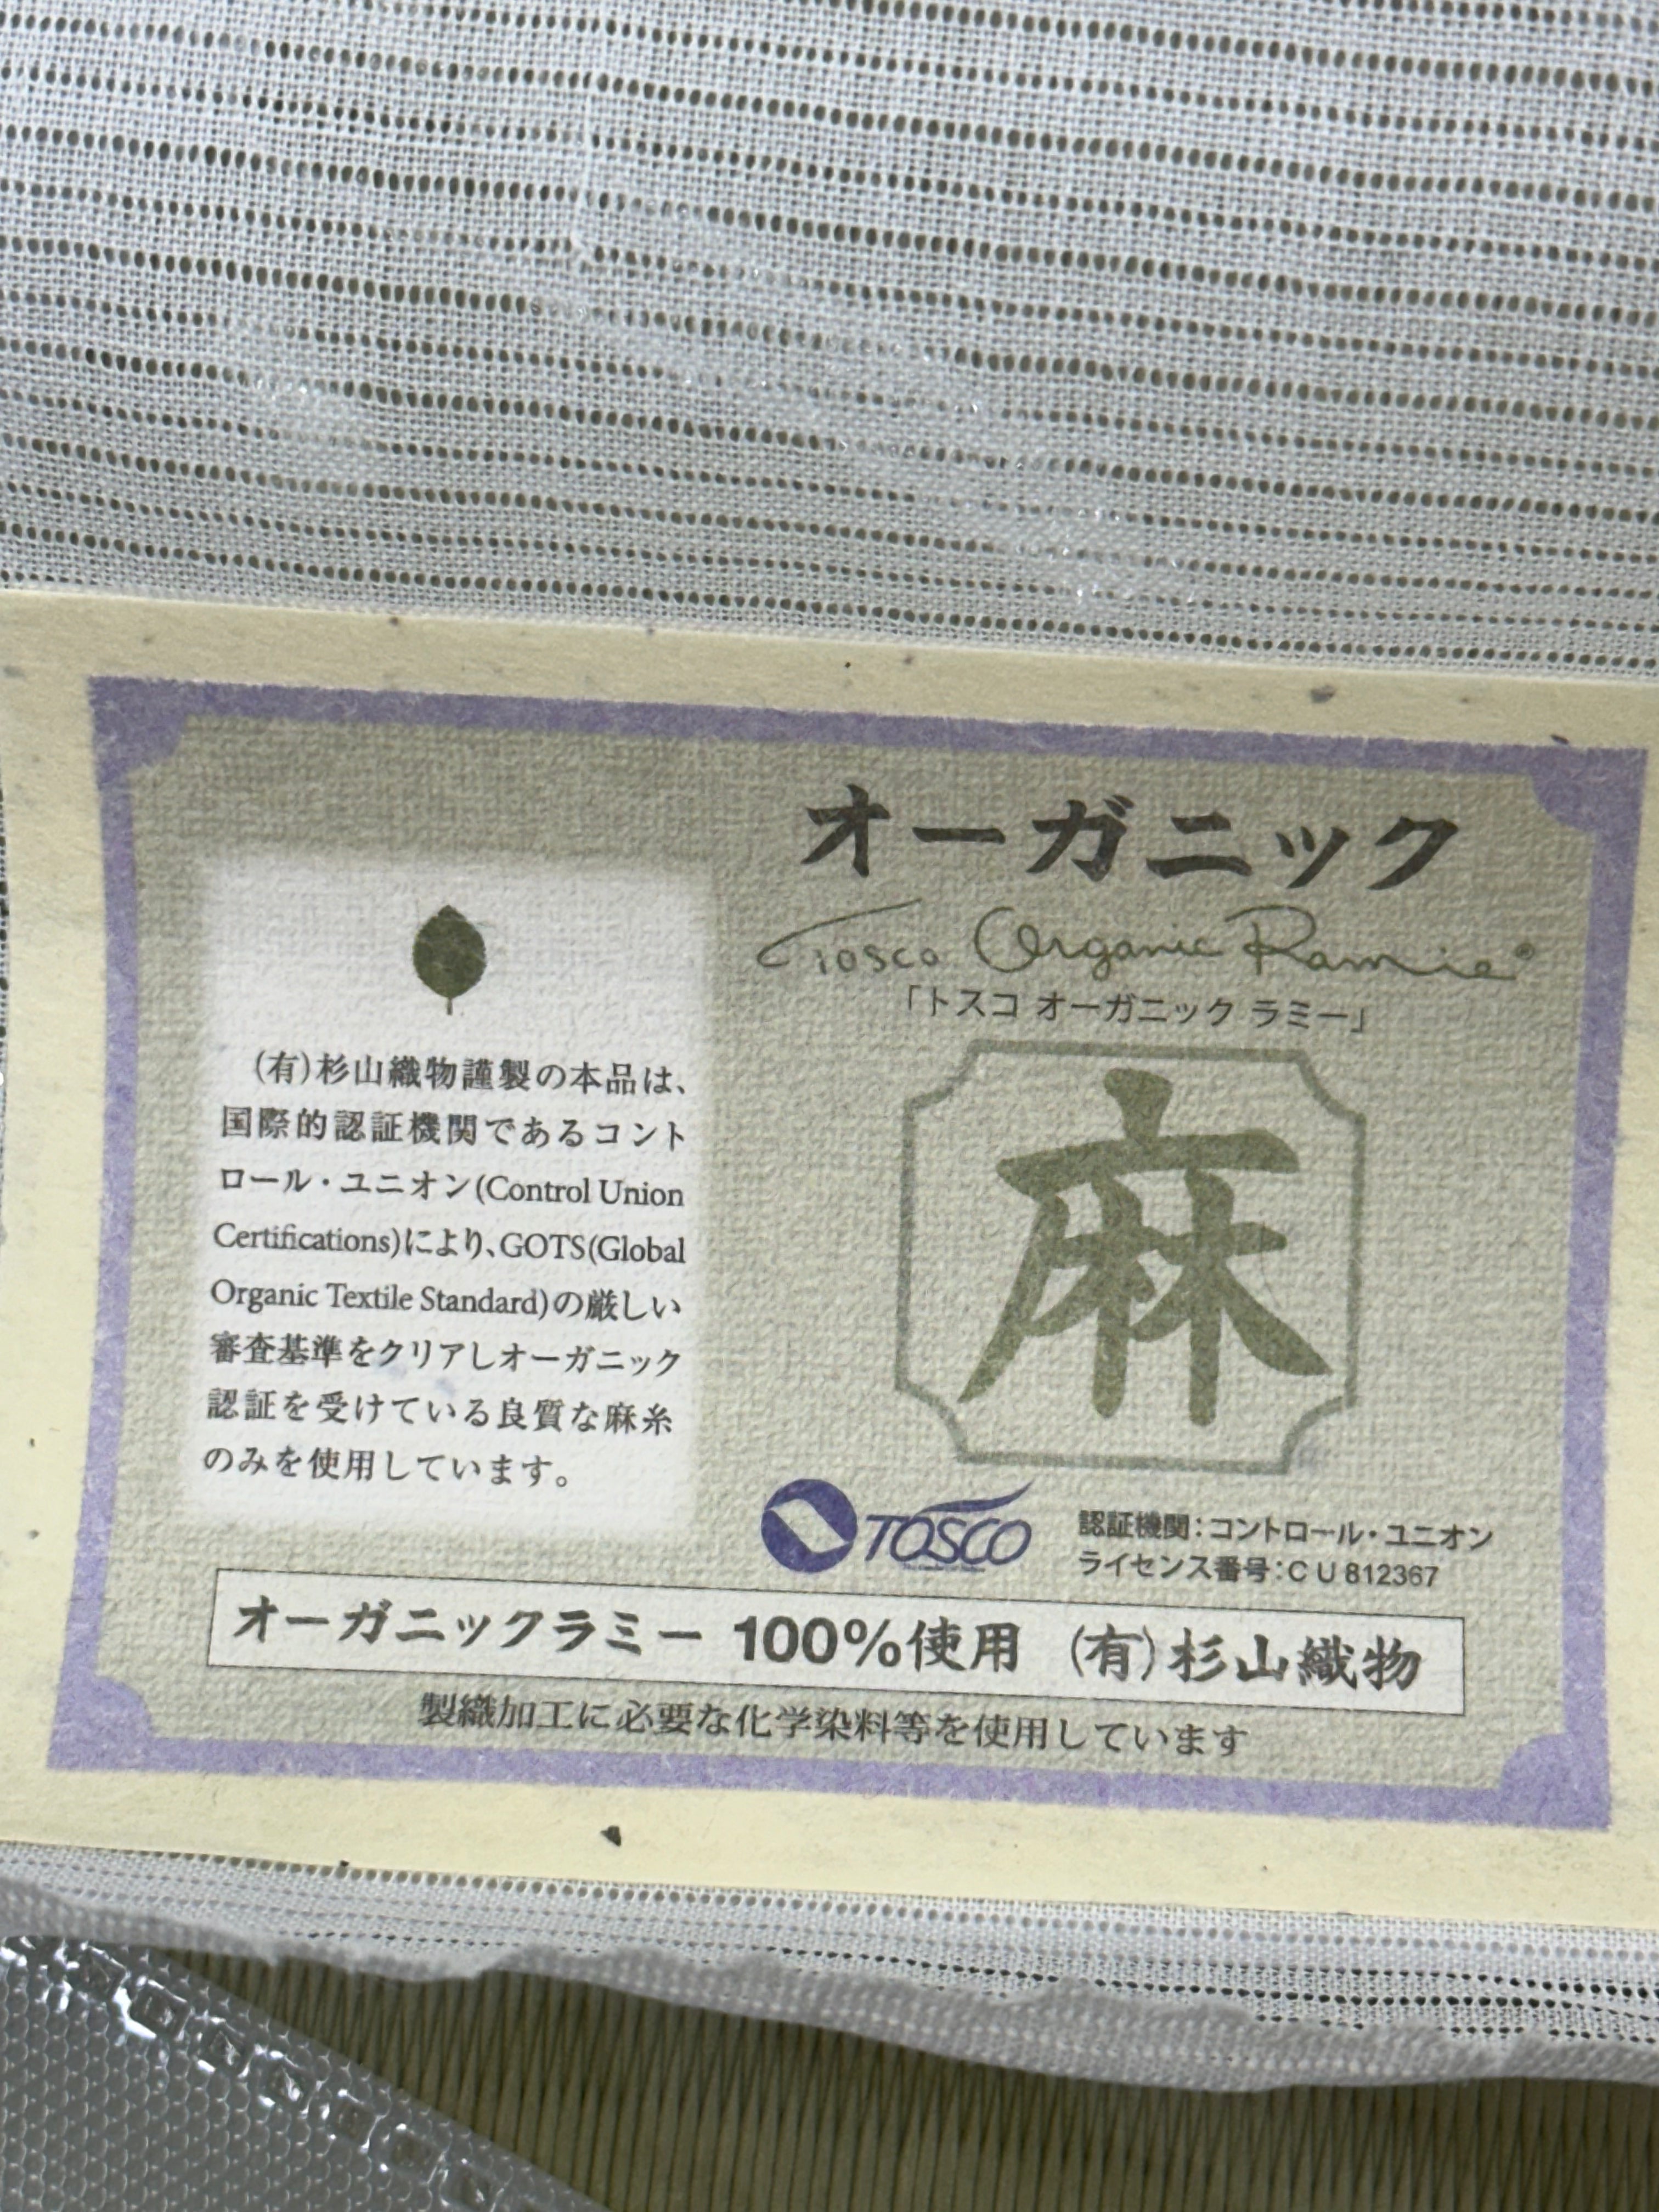 オーガニック
Tosco Organic Ramie®
「トスコ オーガニック ラミー」
麻
(有)杉山織物謹製の本品は、
国際的認証機関であるコント
ロール・ユニオン(Control Union
Certifications)により、GOTS(Global
Organic Textile Standard)の厳しい
審査基準をクリアしオーガニック
認証を受けている良質な麻糸
のみを使用しています。
TOSCO
認証機関：コントロール・ユニオン
ライセンス番号：CU812367
オーガニックラミー 100%使用 (有)杉山織物
製織加工に必要な化学染料等を使用しています